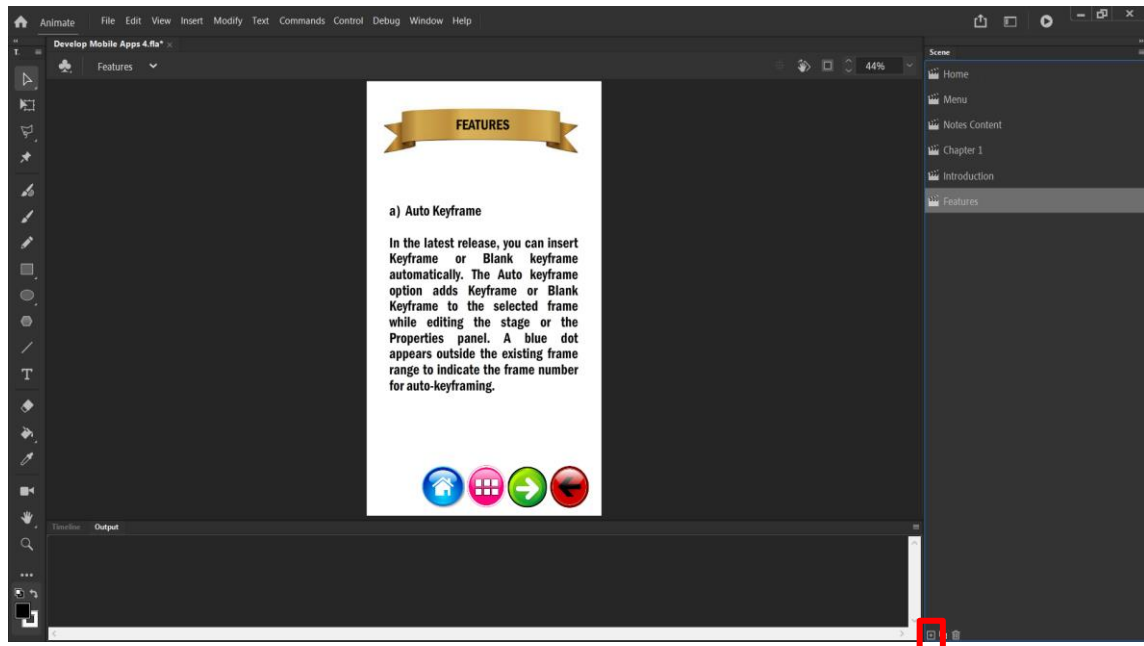 Animate File Edit View Insert Modify Text Commands Control Debug Window Help
Develop Mobile Apps 4.fla*
Features
44%
Scene
Home
Menu
Notes Content
Chapter 1
Introduction
Features
FEATURES
a) Auto Keyframe
In the latest release, you can insert
Keyframe or Blank keyframe
automatically. The Auto keyframe
option adds Keyframe or Blank
Keyframe to the selected frame
while editing the stage or the
Properties panel. A blue dot
appears outside the existing frame
range to indicate the frame number
for auto-keyframing.
Timeline Output